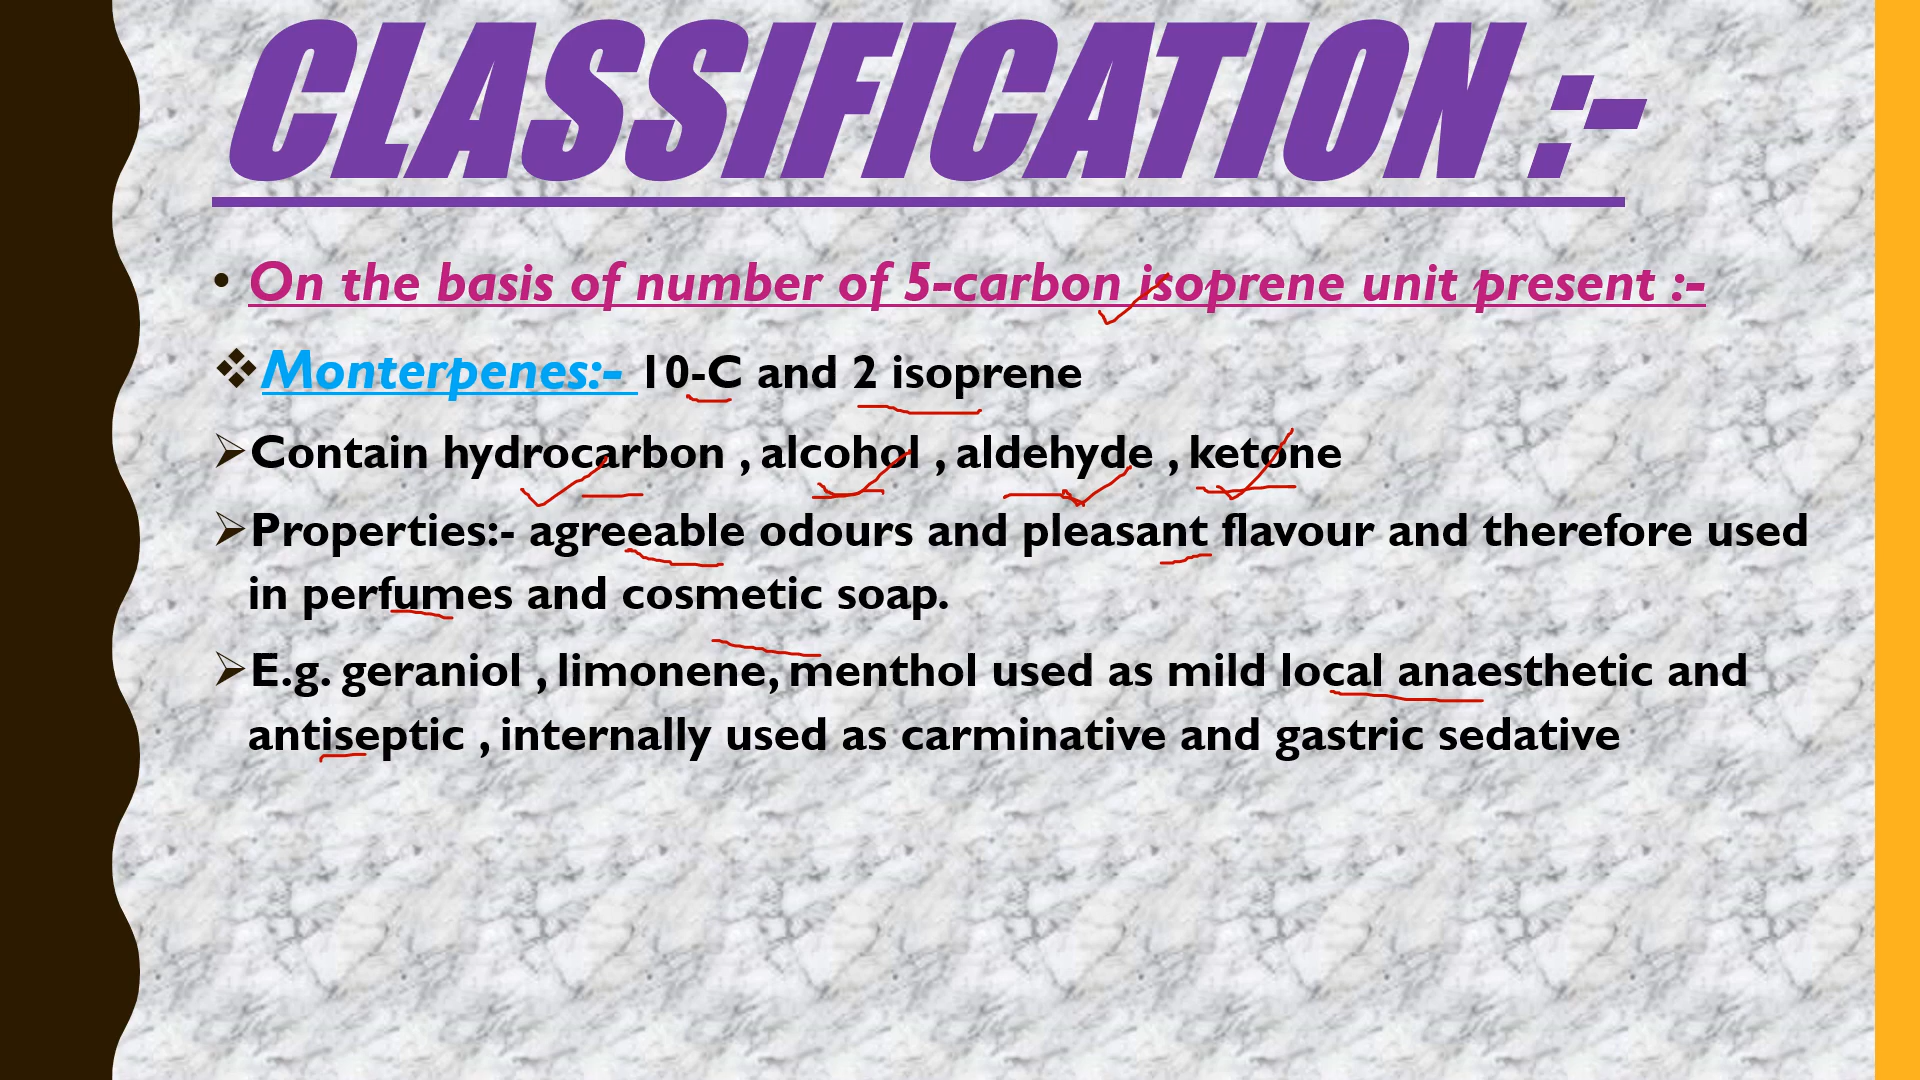 CLASSIFICATION :-
• On the basis of number of 5-carbon isoprene unit present :-
❖Monterpenes:- 10-C and 2 isoprene
➢Contain hydrocarbon , alcohol , aldehyde , ketone
➢Properties:- agreeable odours and pleasant flavour and therefore used
in perfumes and cosmetic soap.
➢E.g. geraniol , limonene, menthol used as mild local anaesthetic and
antiseptic , internally used as carminative and gastric sedative